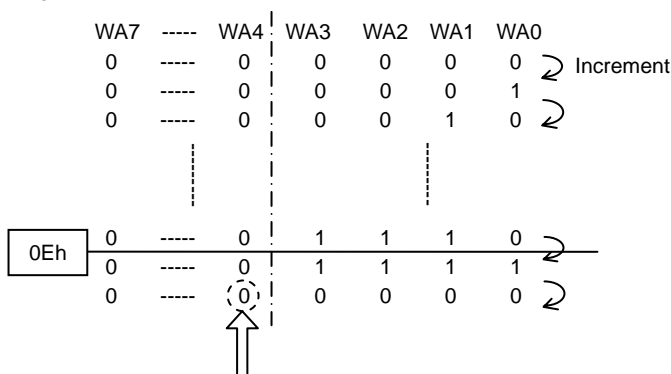 WA7 ----- WA4 WA3 WA2 WA1 WA0
0 ----- 0 0 0 0 0 Increment
0 ----- 0 0 0 0 1
0 ----- 0 0 0 1 0
0 ----- 0 1 1 1 0
0Eh
0 ----- 0 1 1 1 1
0 ----- 0 0 0 0 0